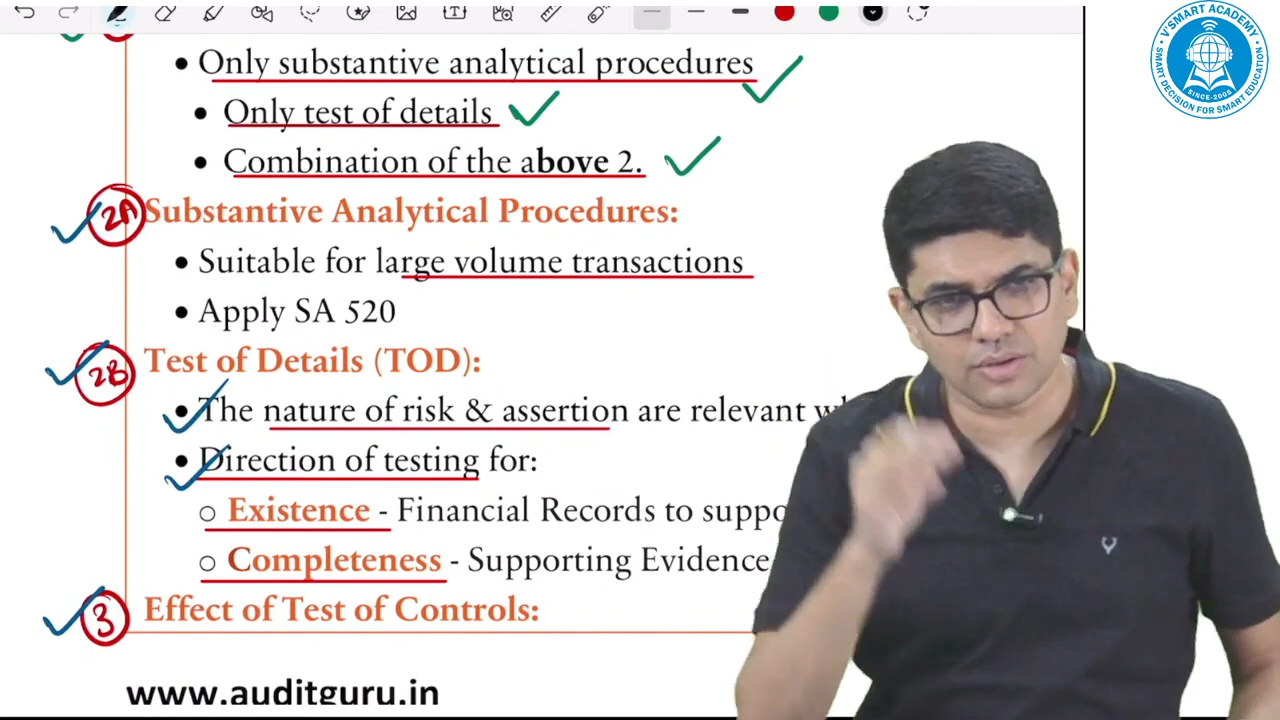 V'SMART ACADEMY
SMART DECISION FOR SMART EDUCATION
SINCE-2005
• Only substantive analytical procedures
• Only test of details
• Combination of the above 2.
2A Substantive Analytical Procedures:
• Suitable for large volume transactions
• Apply SA 520
2B Test of Details (TOD):
• The nature of risk & assertion are relevant
• Direction of testing for:
o Existence - Financial Records to
o Completeness - Supporting Evidence
3 Effect of Test of Controls:
www.auditguru.in